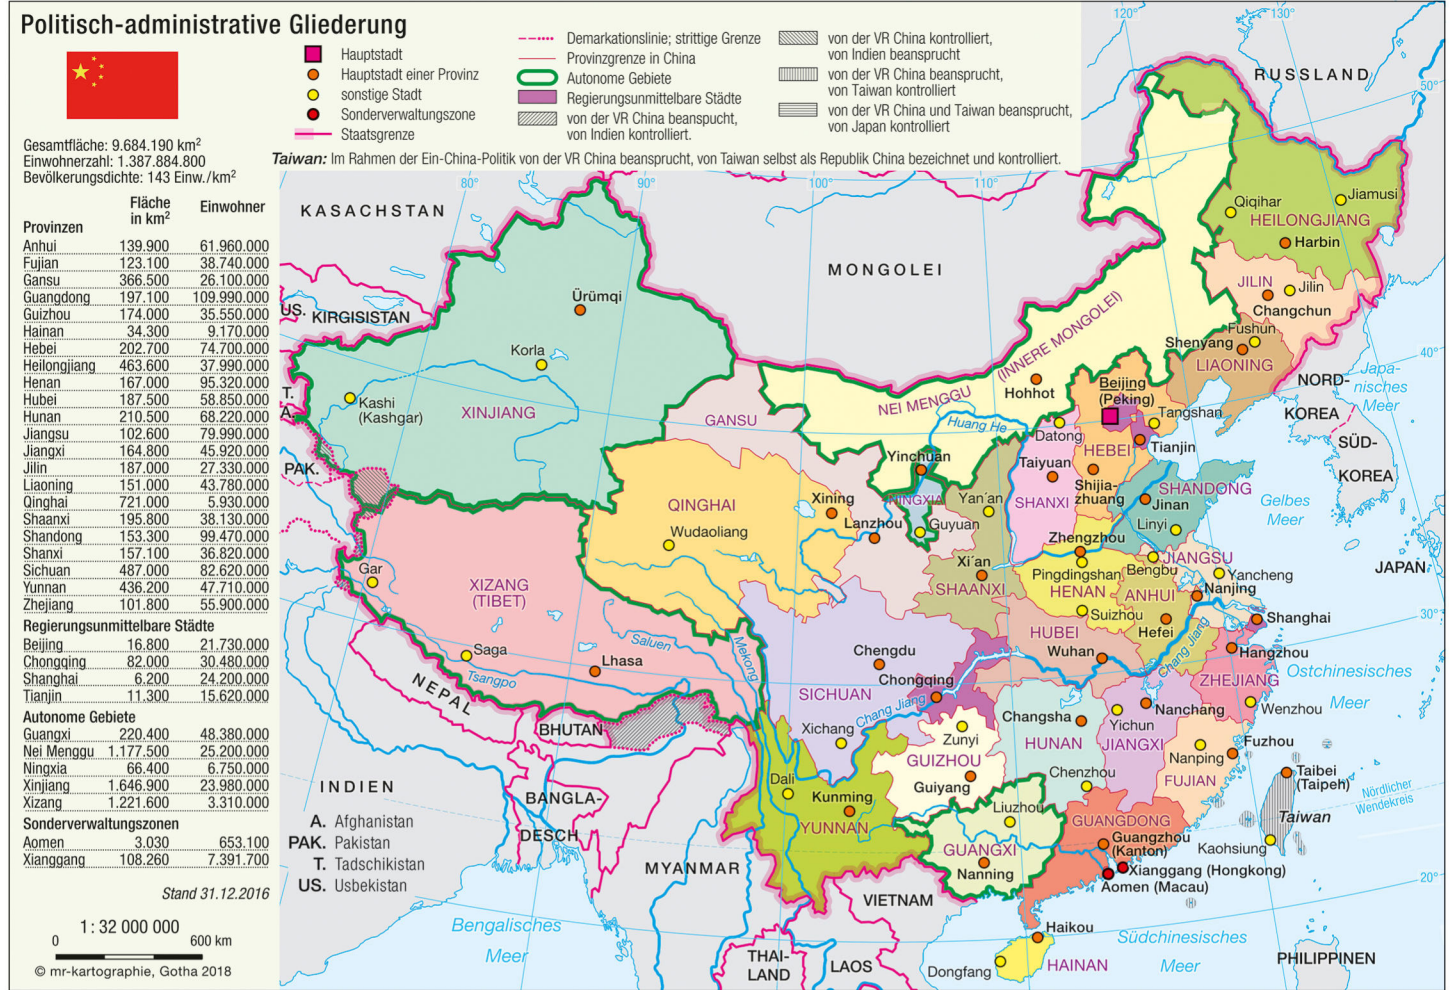 Politisch-administrative Gliederung
Hauptstadt
Hauptstadt einer Provinz
sonstige Stadt
Sonderverwaltungszone
Staatsgrenze
Demarkationslinie; strittige Grenze
Provinzgrenze in China
Autonome Gebiete
Regierungsunmittelbare Städte
von der VR China beanspucht,
von Indien kontrolliert.
von der VR China kontrolliert,
von Indien beansprucht
von der VR China beansprucht,
von Taiwan kontrolliert
von der VR China und Taiwan beansprucht,
von Japan kontrolliert
Taiwan: Im Rahmen der Ein-China-Politik von der VR China beansprucht, von Taiwan selbst als Republik China bezeichnet und kontrolliert.
Gesamtfläche: 9.684.190 km²
Einwohnerzahl: 1.387.884.800
Bevölkerungsdichte: 143 Einw./km²
Provinzen Fläche in km² Einwohner
Anhui 139.900 61.960.000
Fujian 123.100 38.740.000
Gansu 366.500 26.100.000
Guangdong 197.100 109.990.000
Guizhou 174.000 35.550.000
Hainan 34.300 9.170.000
Hebei 202.700 74.700.000
Heilongjiang 463.600 37.990.000
Henan 167.000 95.320.000
Hubei 187.500 58.850.000
Hunan 210.500 68.220.000
Jiangsu 102.600 79.990.000
Jiangxi 164.800 45.920.000
Jilin 187.000 27.330.000
Liaoning 151.000 43.780.000
Qinghai 721.000 5.930.000
Shaanxi 195.800 38.130.000
Shandong 153.300 99.470.000
Shanxi 157.100 36.820.000
Sichuan 487.000 82.620.000
Yunnan 436.200 47.710.000
Zhejiang 101.800 55.900.000
Regierungsunmittelbare Städte
Beijing 16.800 21.730.000
Chongqing 82.000 30.480.000
Shanghai 6.200 24.200.000
Tianjin 11.300 15.620.000
Autonome Gebiete
Guangxi 220.400 48.380.000
Nei Menggu 1.177.500 25.200.000
Ningxia 66.400 6.750.000
Xinjiang 1.646.900 23.980.000
Xizang 1.221.600 3.310.000
Sonderverwaltungszonen
Aomen 3.030 653.100
Xianggang 108.260 7.391.700
Stand 31.12.2016
1 : 32 000 000
0 600 km
© mr-kartographie, Gotha 2018
120°
130°
RUSSLAND
50°
80°
90°
100°
110°
KASACHSTAN
Qiqihar
Jiamusi
HEILONGJIANG
Harbin
MONGOLEI
JILIN
Jilin
Changchun
Ürümqi
US.
KIRGISISTAN
(INNERE MONGOLEI)
Fushun
Shenyang
LIAONING
40°
Korla
NORD-
KOREA
Japa-
nisches
Meer
T.
A.
Kashi
(Kashgar)
XINJIANG
GANSU
NEI MENGGU
Hohhot
Beijing
(Peking)
Tangshan
Huang He
Datong
HEBEI
Tianjin
SÜD-
KOREA
PAK.
Yinchuan
Taiyuan
Shijia-
zhuang
SHANDONG
Jinan
QINGHAI
Xining
NINGXIA
Yan´an
SHANXI
Linyi
Gelbes
Meer
Wudaoliang
Lanzhou
Guyuan
Zhengzhou
JIANGSU
Gar
XIZANG
(TIBET)
Xi´an
SHAANXI
Pingdingshan
HENAN
Bengbu
ANHUI
Yancheng
Nanjing
JAPAN
Suizhou
Hefei
Shanghai
30°
Saga
Saluen
Lhasa
Tsangpo
Mekong
Chengdu
HUBEI
Wuhan
Chang Jiang
Hangzhou
Ostchinesisches
Meer
NEPAL
SICHUAN
Chongqing
Chang Jiang
ZHEJIANG
Wenzhou
BHUTAN
Xichang
Zunyi
Changsha
HUNAN
Yichun
Nanchang
JIANGXI
Nanping
Fuzhou
FUJIAN
INDIEN
Dali
GUIZHOU
Guiyang
Chenzhou
Taibei
(Taipeh)
Nördlicher
Wendekreis
BANGLA-
DESCH
Kunming
YUNNAN
Liuzhou
GUANGDONG
Taiwan
A. Afghanistan
PAK. Pakistan
T. Tadschikistan
US. Usbekistan
GUANGXI
Nanning
Guangzhou
(Kanton)
Kaohsiung
MYANMAR
Xianggang (Hongkong)
Aomen (Macau)
20°
VIETNAM
Bengalisches
Meer
Haikou
Südchinesisches
Meer
THAI-
LAND
LAOS
Dongfang
HAINAN
PHILIPPINEN